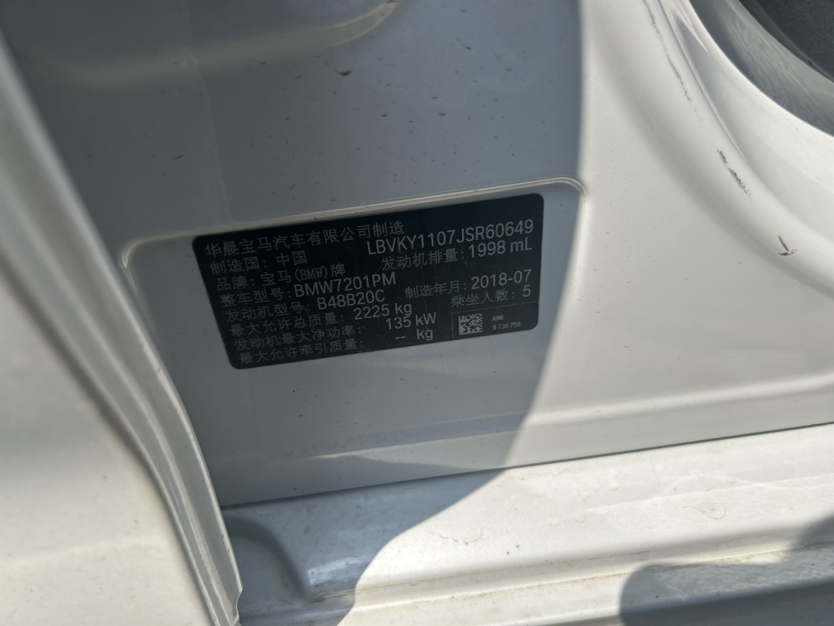 华晨宝马汽车有限公司制造
制造国：中国 LBVKY1107JSR60649
品牌：宝马(BMW)牌 发动机排量：1998 mL
整车型号：BMW7201PM 制造年月：2018-07
发动机型号：B48B20C 乘坐人数：5
最大允许总质量：2225 kg
发动机最大净功率：135 kW
最大允许牵引质量：-- kg
A96